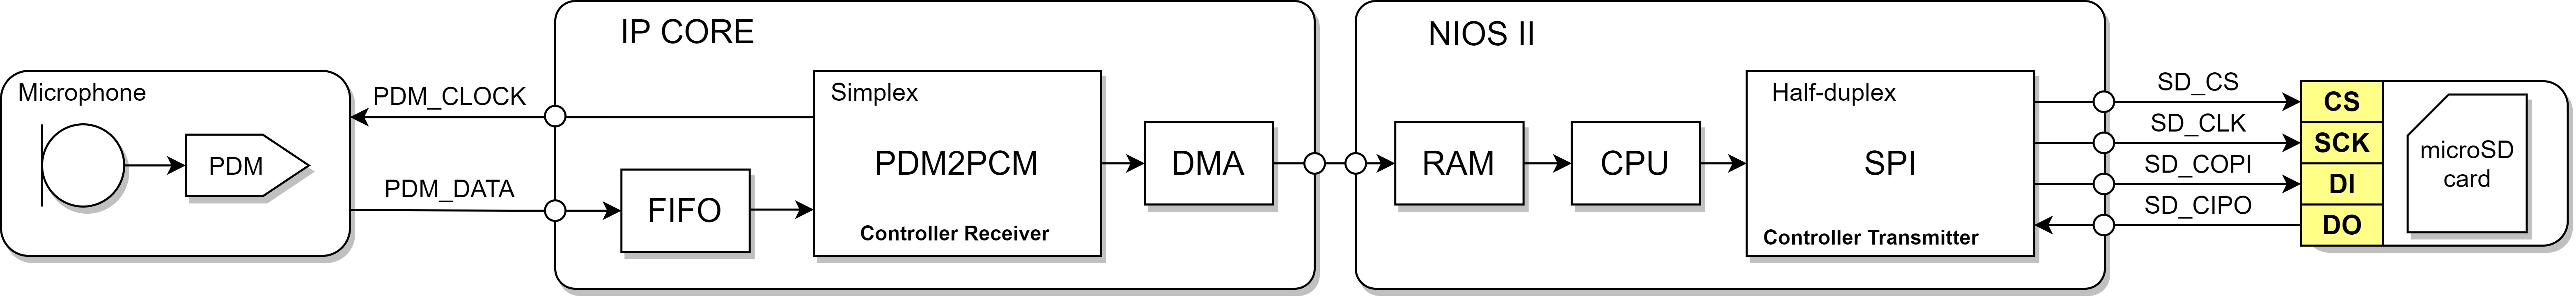 Microphone
PDM
PDM_CLOCK
PDM_DATA
IP CORE
FIFO
Simplex
PDM2PCM
Controller Receiver
DMA
NIOS II
RAM
CPU
Half-duplex
SPI
Controller Transmitter
SD_CS
SD_CLK
SD_COPI
SD_CIPO
CS
SCK
DI
DO
microSD
card